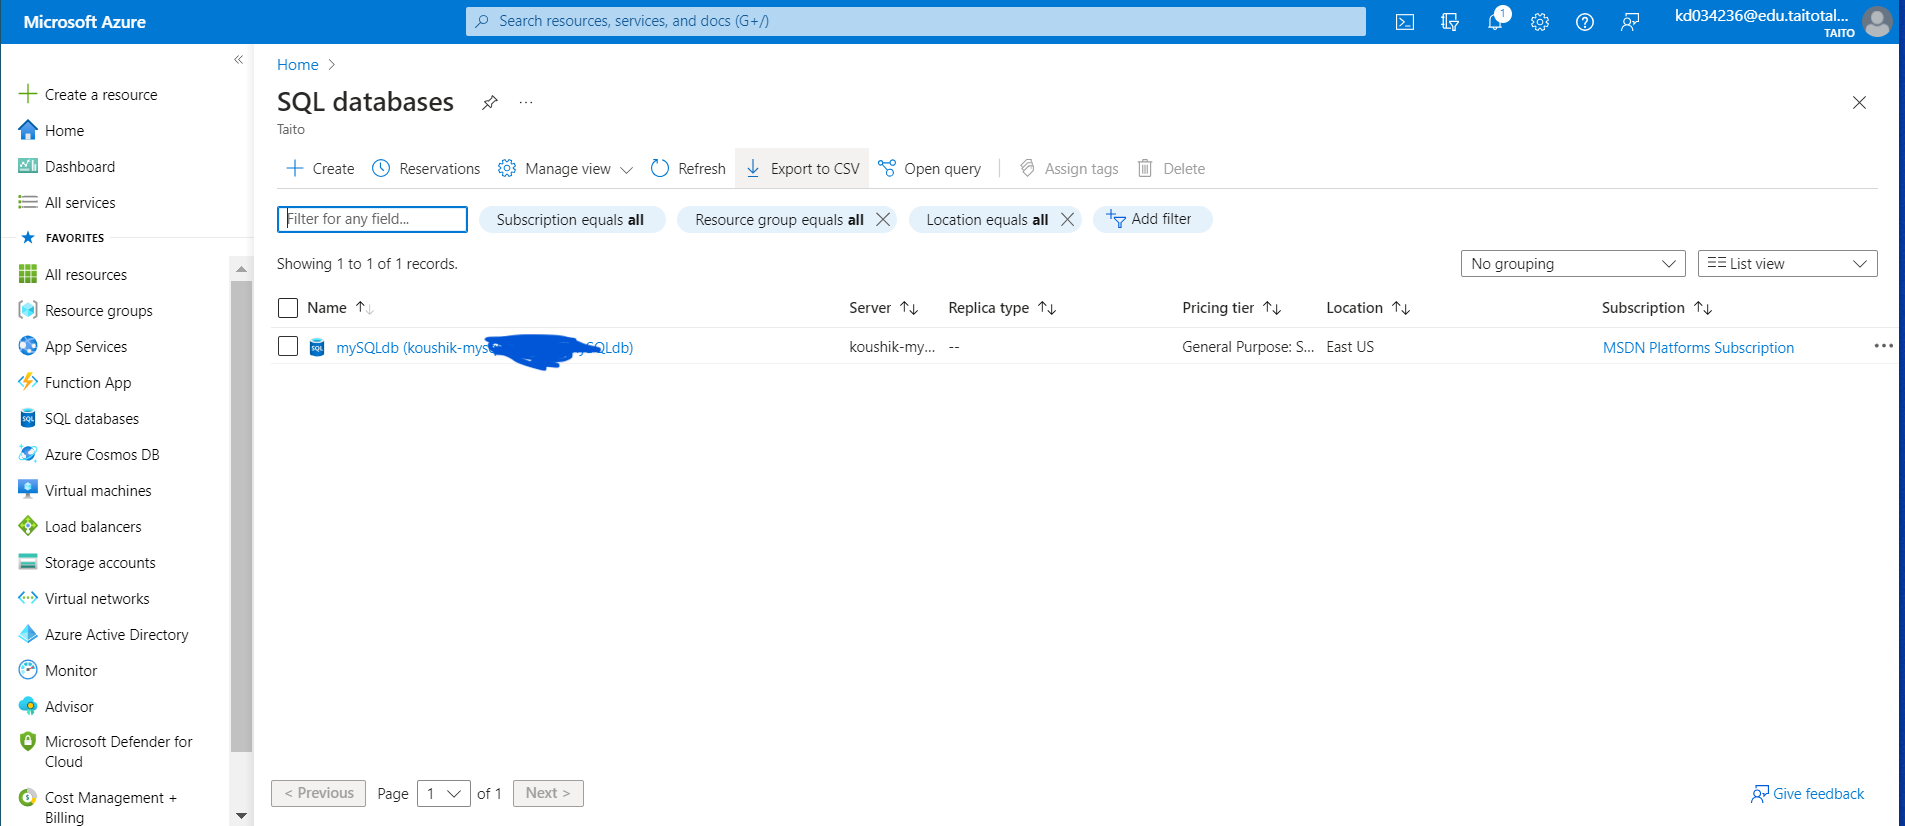 Microsoft Azure
Search resources, services, and docs (G+/)
1
kd034236@edu.taitotal...
TAITO
«
Create a resource
Home
Dashboard
All services
FAVORITES
All resources
Resource groups
App Services
Function App
SQL databases
Azure Cosmos DB
Virtual machines
Load balancers
Storage accounts
Virtual networks
Azure Active Directory
Monitor
Advisor
Microsoft Defender for
Cloud
Cost Management +
Billing
Home >
SQL databases ...
Taito
Create Reservations Manage view Refresh Export to CSV Open query Assign tags Delete
Filter for any field... Subscription equals all Resource group equals all Location equals all Add filter
Showing 1 to 1 of 1 records.
No grouping List view
Name Server Replica type Pricing tier Location Subscription
SQL mySQLdb (koushik-mysq ySQLdb) koushik-my... -- General Purpose: S... East US MSDN Platforms Subscription ...
< Previous Page 1 of 1 Next >
Give feedback